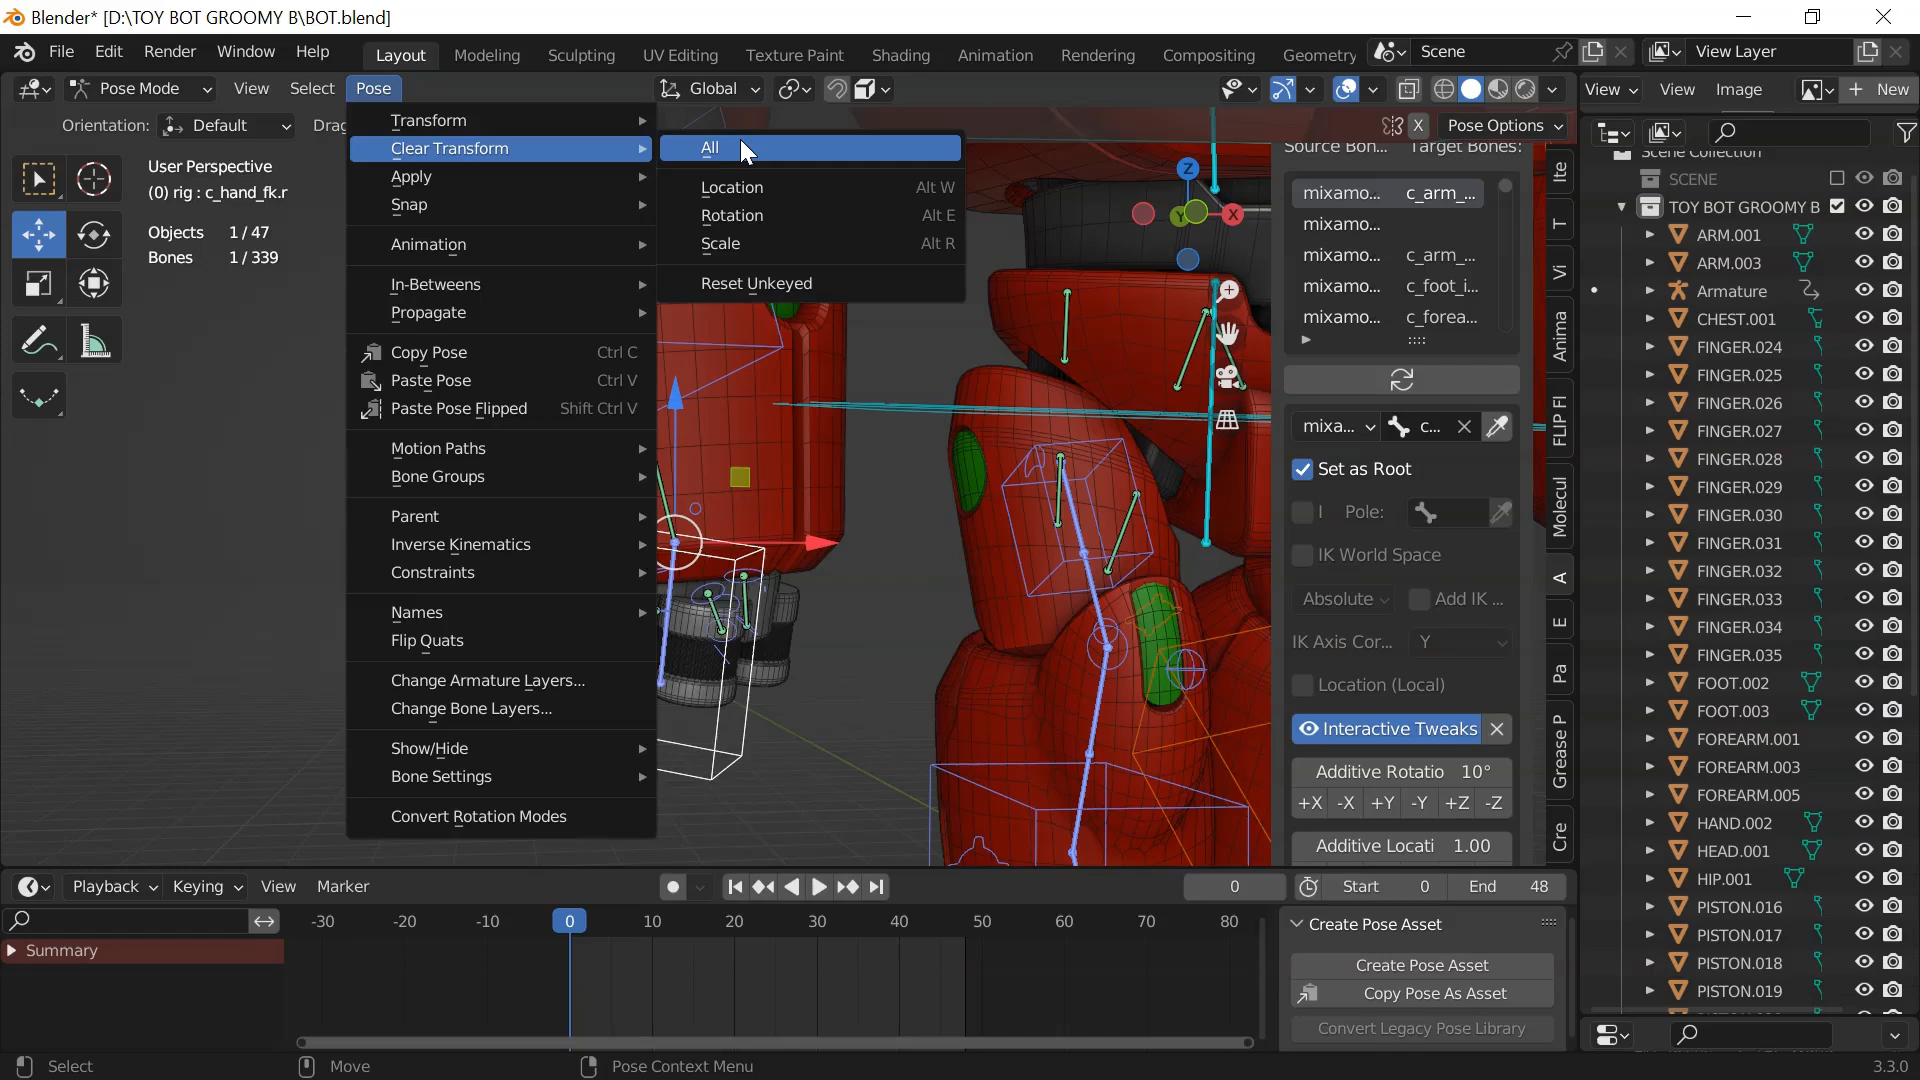 Blender* [D:\TOY BOT GROOMY B\BOT.blend]
File Edit Render Window Help Layout Modeling Sculpting UV Editing Texture Paint Shading Animation Rendering Compositing Geometry Scene View Layer
Pose Mode View Select Pose Global View View Image New
Orientation: Default Drag X Pose Options
User Perspective
(0) rig : c_hand_fk.r
Objects 1/47
Bones 1/339
Transform
Clear Transform
Apply
Snap
Animation
In-Betweens
Propagate
Copy Pose Ctrl C
Paste Pose Ctrl V
Paste Pose Flipped Shift Ctrl V
Motion Paths
Bone Groups
Parent
Inverse Kinematics
Constraints
Names
Flip Quats
Change Armature Layers...
Change Bone Layers...
Show/Hide
Bone Settings
Convert Rotation Modes
All
Location Alt W
Rotation Alt E
Scale Alt R
Reset Unkeyed
Z
X
Y
Source Bon... Target Bones:
mixamo... c_arm_...
mixamo...
mixamo... c_arm_...
mixamo... c_foot_i...
mixamo... c_forea...
mixa... c...
Set as Root
I Pole:
IK World Space
Absolute Add IK ...
IK Axis Cor... Y
Location (Local)
Interactive Tweaks
Additive Rotatio 10°
+X -X +Y -Y +Z -Z
Additive Locati 1.00
Ite
T
Vi
Anima
FLIP Fl
Molecul
A
E
Pa
Grease P
Cre
Scene Collection
SCENE
TOY BOT GROOMY B
ARM.001
ARM.003
Armature
CHEST.001
FINGER.024
FINGER.025
FINGER.026
FINGER.027
FINGER.028
FINGER.029
FINGER.030
FINGER.031
FINGER.032
FINGER.033
FINGER.034
FINGER.035
FOOT.002
FOOT.003
FOREARM.001
FOREARM.003
FOREARM.005
HAND.002
HEAD.001
HIP.001
PISTON.016
PISTON.017
PISTON.018
PISTON.019
Playback Keying View Marker 0 Start 0 End 48
-30 -20 -10 0 10 20 30 40 50 60 70 80
Summary
Create Pose Asset
Create Pose Asset
Copy Pose As Asset
Convert Legacy Pose Library
Select Move Pose Context Menu 3.3.0